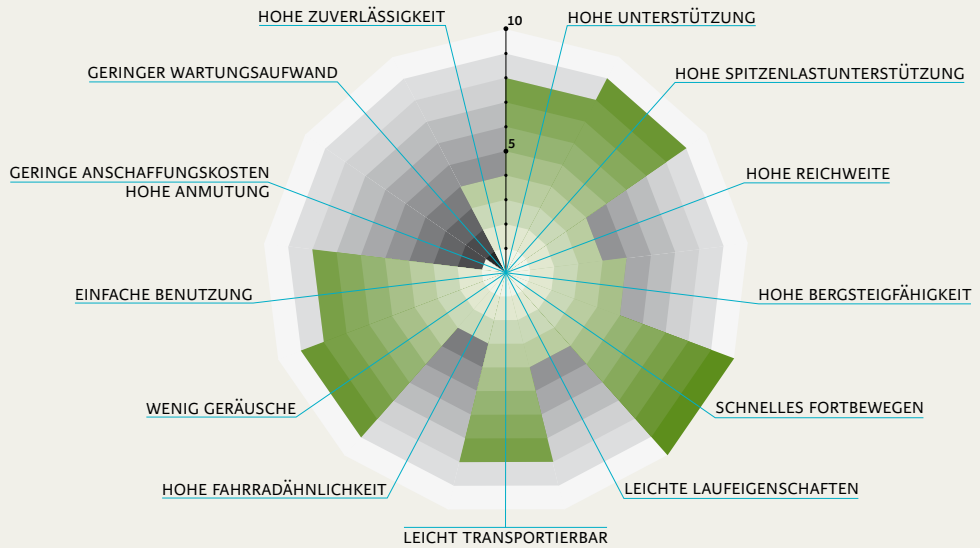 HOHE ZUVERLÄSSIGKEIT
10
HOHE UNTERSTÜTZUNG
GERINGER WARTUNGSAUFWAND
HOHE SPITZENLASTUNTERSTÜTZUNG
5
GERINGE ANSCHAFFUNGSKOSTEN
HOHE ANMUTUNG
HOHE REICHWEITE
EINFACHE BENUTZUNG
HOHE BERGSTEIGFÄHIGKEIT
WENIG GERÄUSCHE
SCHNELLES FORTBEWEGEN
HOHE FAHRRADÄHNLICHKEIT
LEICHTE LAUFEIGENSCHAFTEN
LEICHT TRANSPORTIERBAR